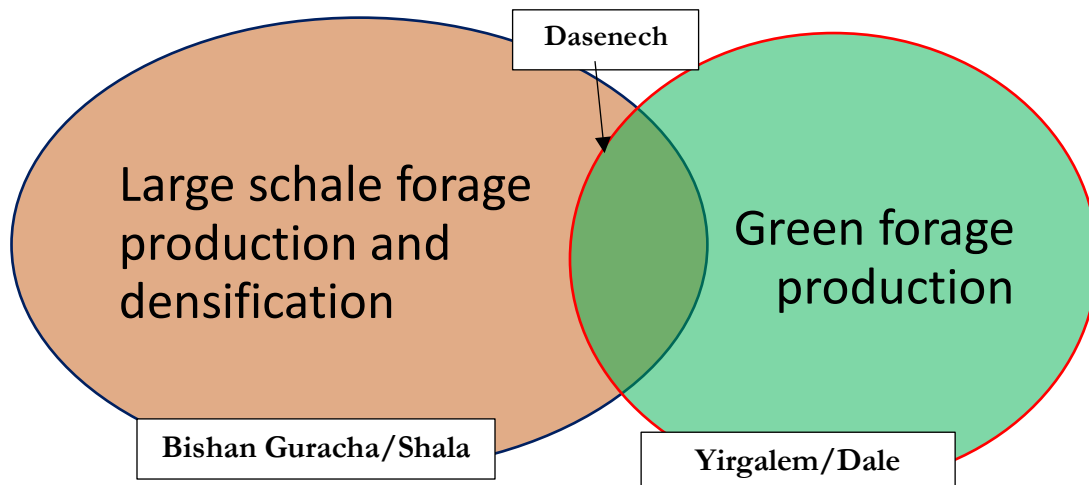 Dasenech
Large schale forage
production and
densification
Green forage
production
Bishan Guracha/Shala
Yirgalem/Dale